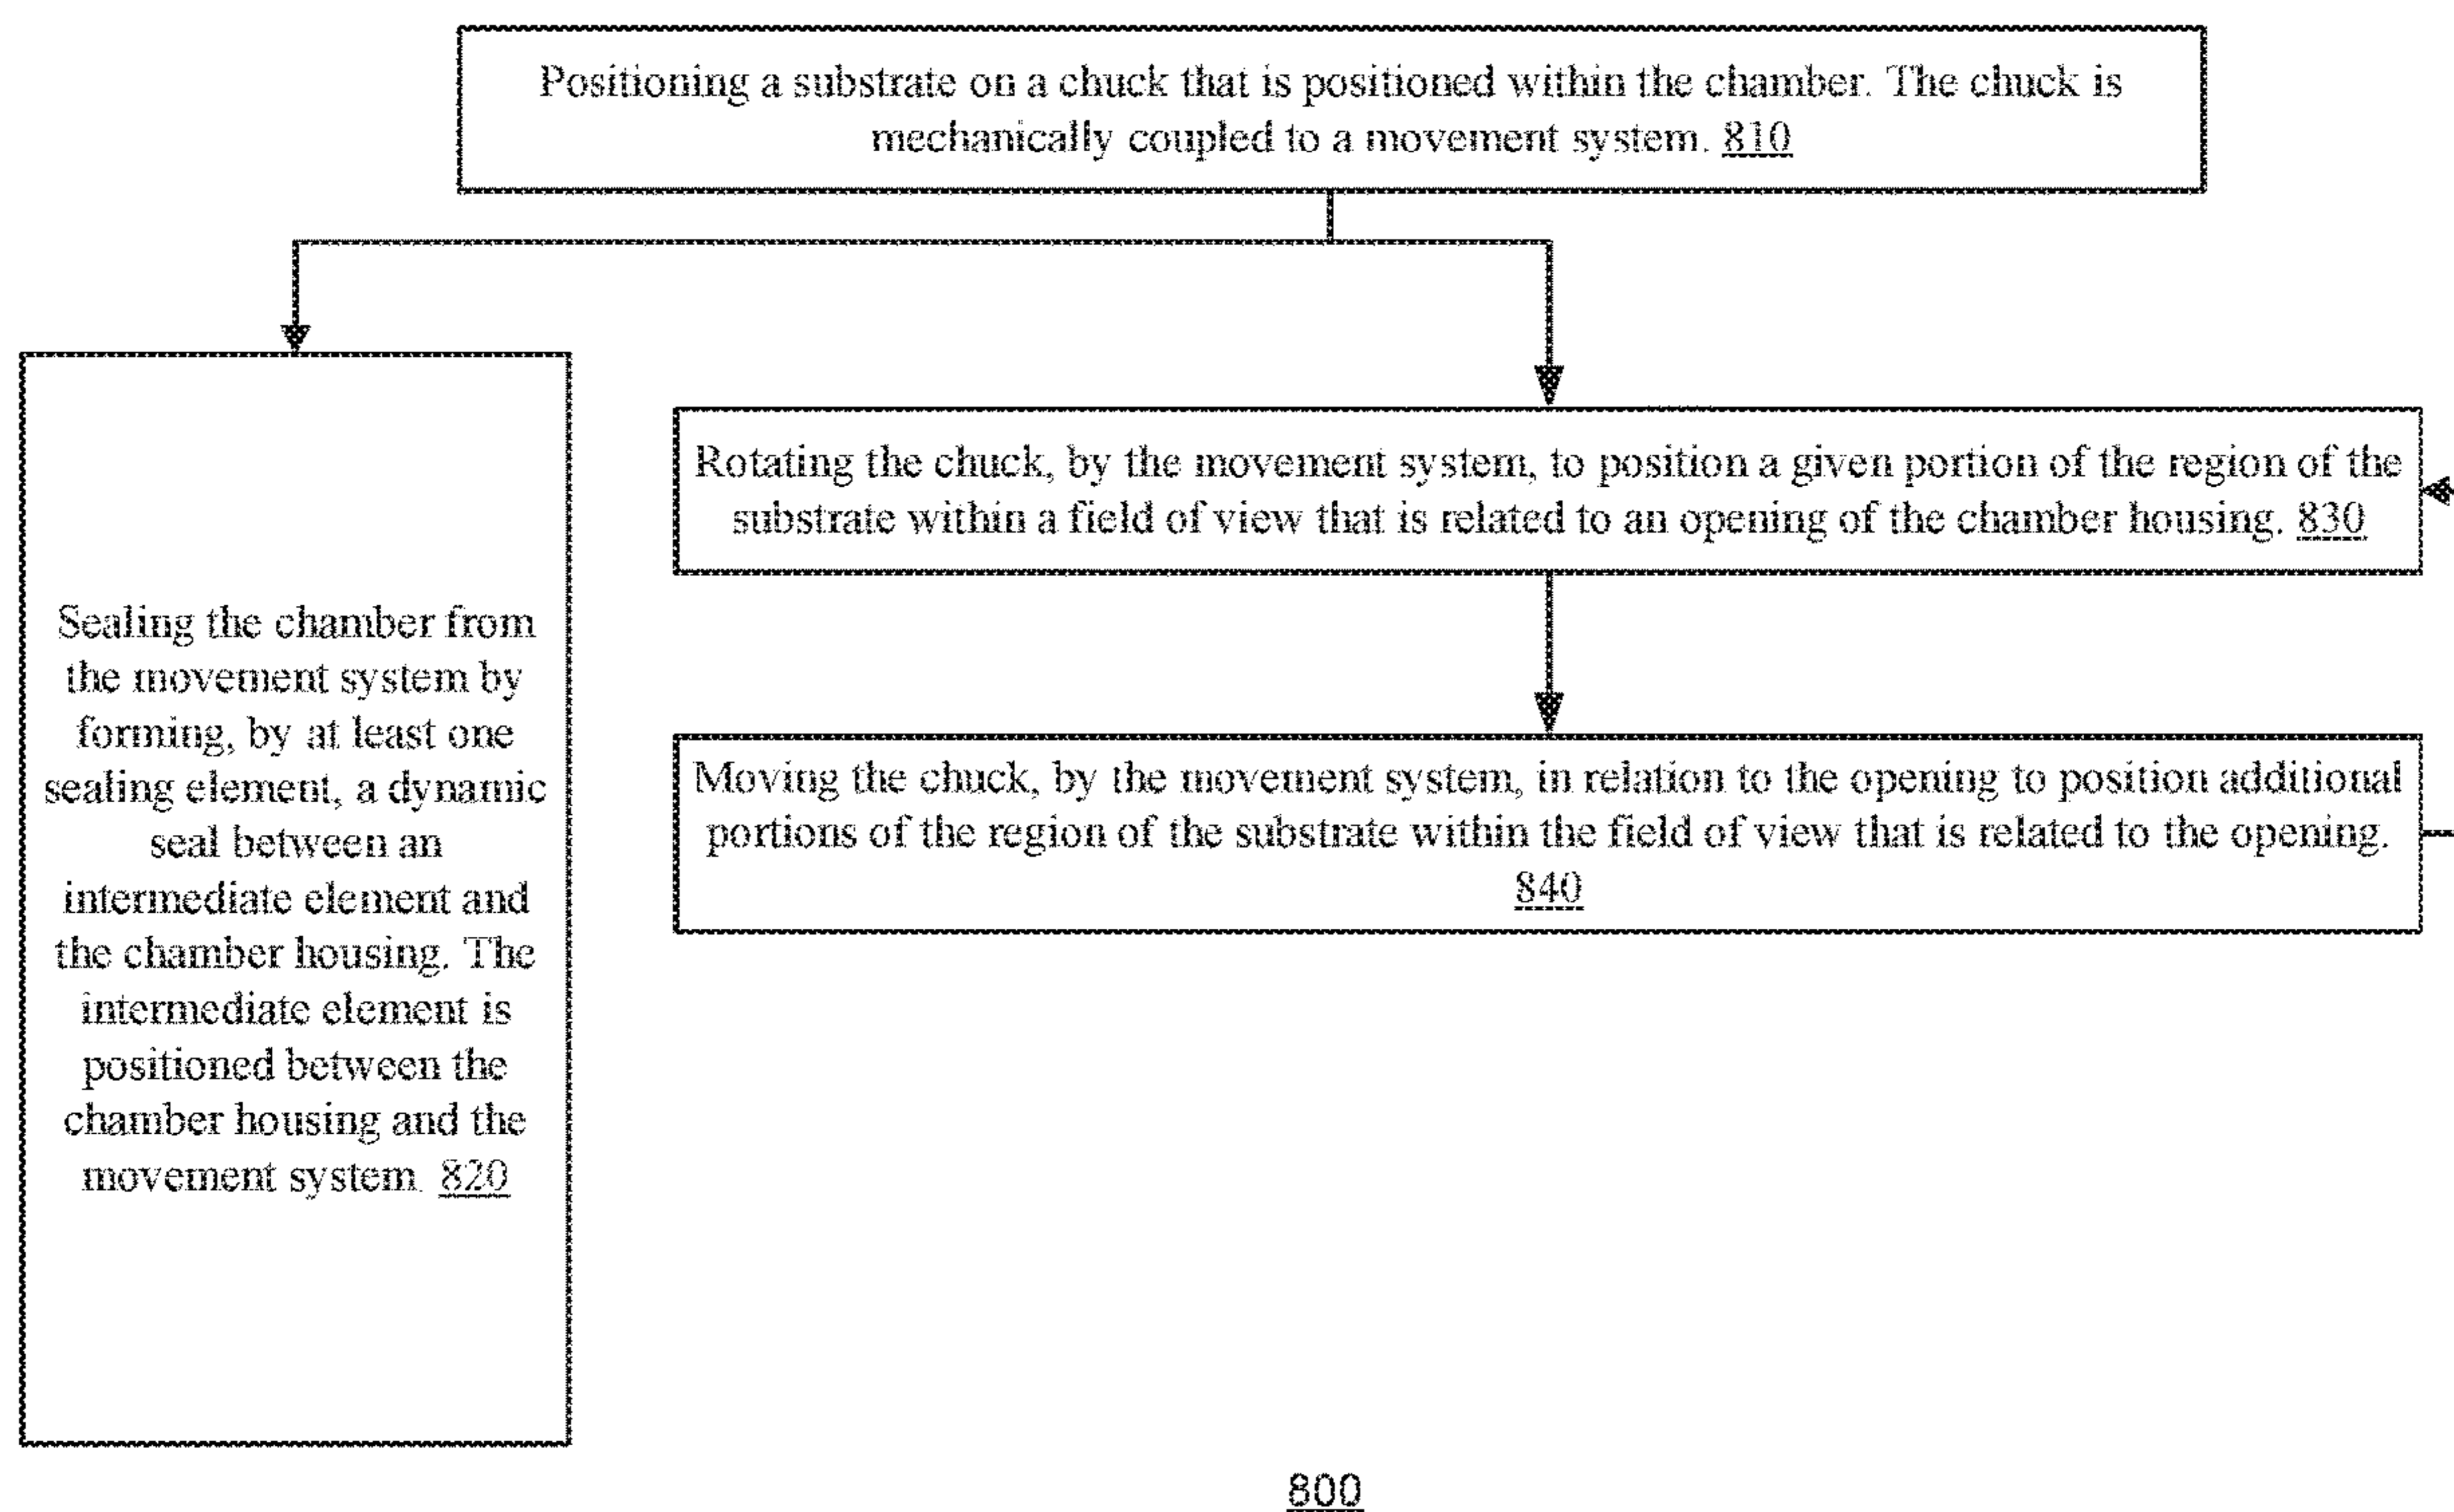 Positioning a substrate on a chuck that is positioned within the chamber. The chuck is
mechanically coupled to a movement system. 810
Sealing the chamber from
the movement system by
forming, by at least one
sealing element, a dynamic
seal between an
intermediate element and
the chamber housing. The
intermediate element is
positioned between the
chamber housing and the
movement system. 820
Rotating the chuck, by the movement system, to position a given portion of the region of the
substrate within a field of view that is related to an opening of the chamber housing. 830
Moving the chuck, by the movement system, in relation to the opening to position additional
portions of the region of the substrate within the field of view that is related to the opening.
840
800